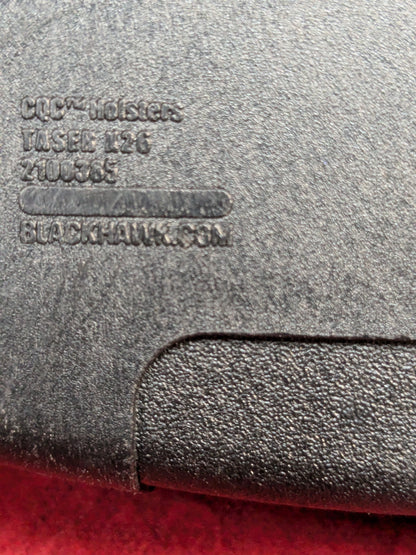 CQC™ Holsters
TASER X26
2100365
BLACKHAWK.COM